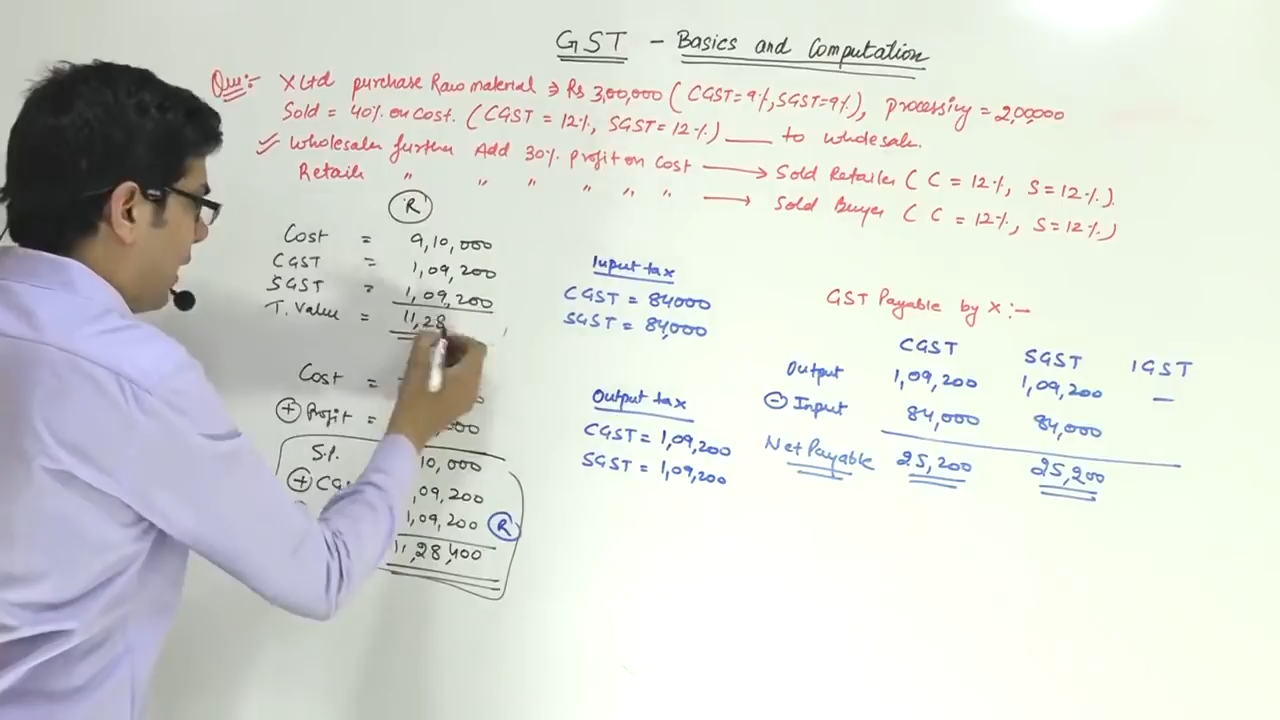 GST - Basics and Computation
Que:- X Ltd purchase Raw material ⇒ Rs 3,00,000 (CGST = 9%, SGST = 9%), processing = 2,00,000
Sold = 40% on cost. (CGST = 12%, SGST = 12%) ___ to wholesale.
✓ Wholesaler further Add 30% profit on Cost → Sold Retailer (C = 12%, S = 12%).
Retaile " " " " " " → Sold Buyer (C = 12%, S = 12%)
R
Cost = 9,10,000
CGST = 1,09,200
SGST = 1,09,200
T. Value = 11,28
Cost =
+ Profit =
S.P. 10,000
+ CG ,09,200
1,09,200 R
11,28,400
Input tax
CGST = 84000
SGST = 84,000
Output tax
CGST = 1,09,200
SGST = 1,09,200
GST Payable by X :-
CGST SGST IGST
Output 1,09,200 1,09,200 -
- Input 84,000 84,000
Net Payable 25,200 25,200